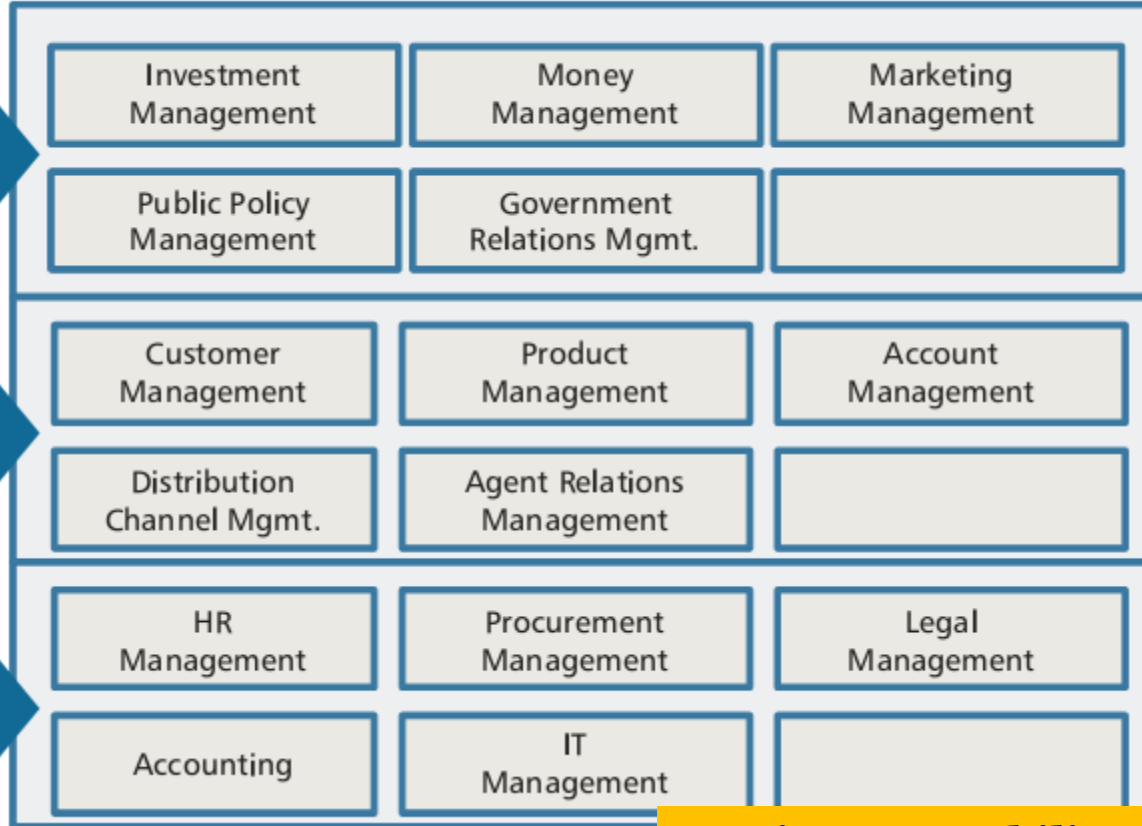 Investment
Management
Money
Management
Marketing
Management
Public Policy
Management
Government
Relations Mgmt.
Customer
Management
Product
Management
Account
Management
Distribution
Channel Mgmt.
Agent Relations
Management
HR
Management
Procurement
Management
Legal
Management
Accounting
IT
Management